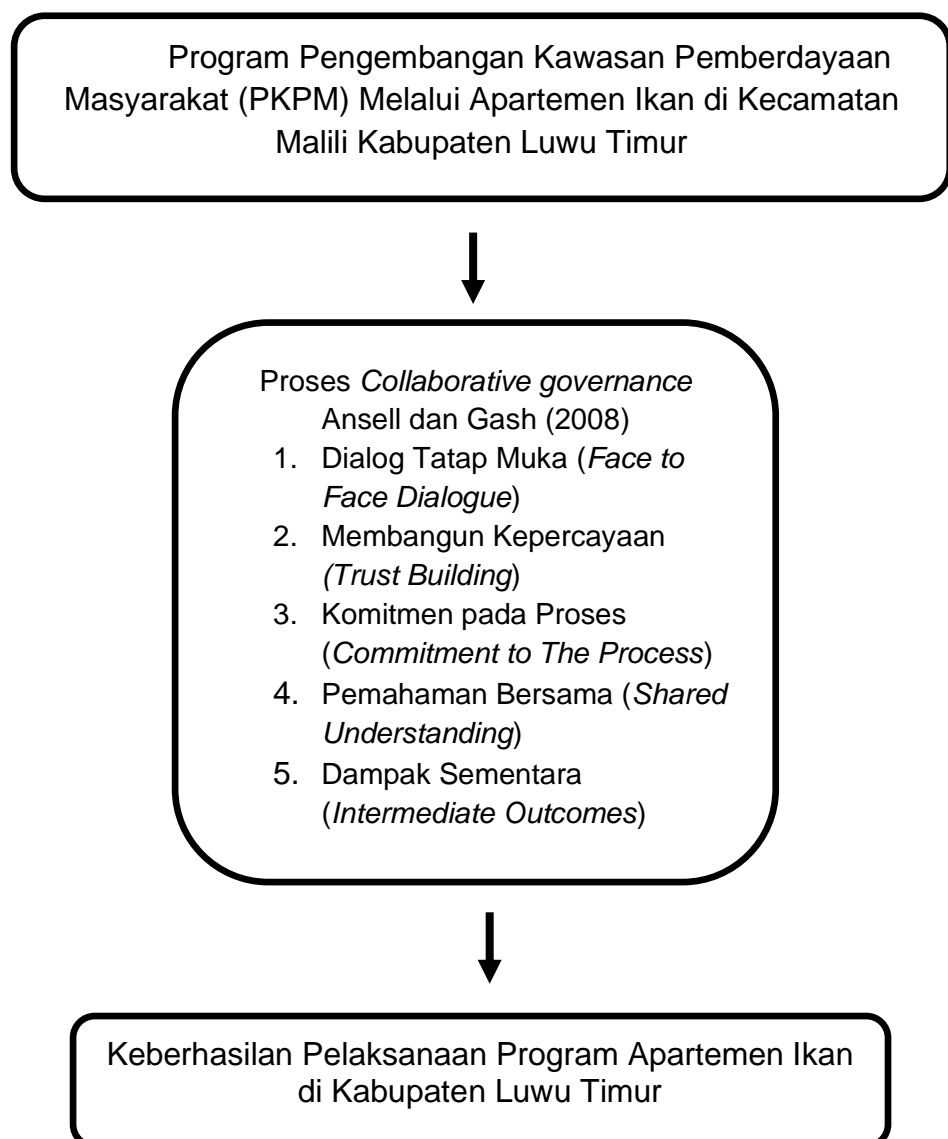 Program Pengembangan Kawasan Pemberdayaan
Masyarakat (PKPM) Melalui Apartemen Ikan di Kecamatan
Malili Kabupaten Luwu Timur
Proses Collaborative governance
Ansell dan Gash (2008)
1. Dialog Tatap Muka (Face to
Face Dialogue)
2. Membangun Kepercayaan
(Trust Building)
3. Komitmen pada Proses
(Commitment to The Process)
4. Pemahaman Bersama (Shared
Understanding)
5. Dampak Sementara
(Intermediate Outcomes)
Keberhasilan Pelaksanaan Program Apartemen Ikan
di Kabupaten Luwu Timur